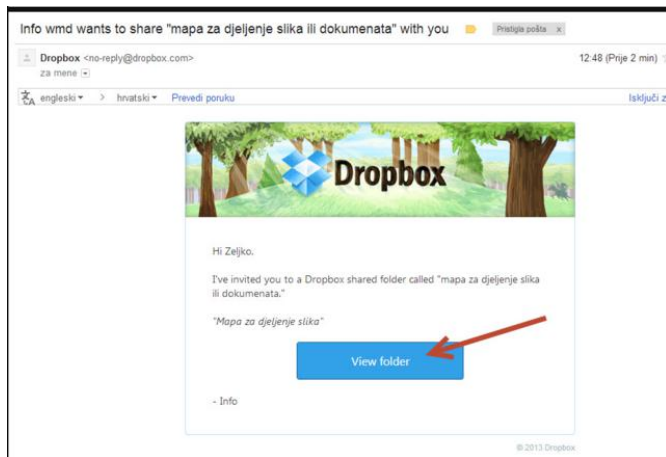 Info wmd wants to share "mapa za djeljenje slika ili dokumenata" with you Pristigla pošta x
Dropbox <no-reply@dropbox.com> 12:48 (Prije 2 min)
za mene
engleski > hrvatski Prevedi poruku Isključi z
Dropbox
Hi Zeljko,
I've invited you to a Dropbox shared folder called "mapa za djeljenje slika
ili dokumenata."
"Mapa za djeljenje slika"
View folder
- Info
© 2013 Dropbox